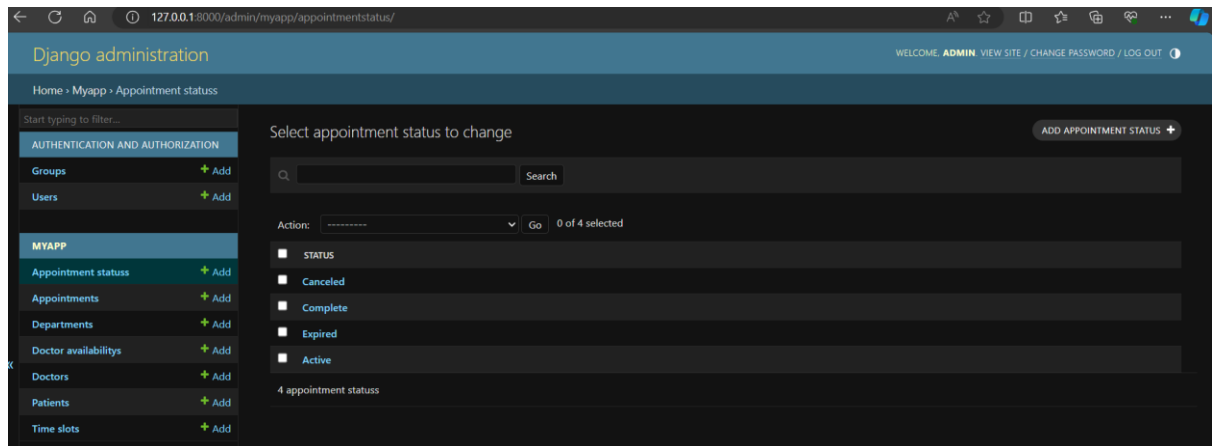 127.0.0.1:8000/admin/myapp/appointmentstatus/
Django administration
WELCOME, ADMIN. VIEW SITE / CHANGE PASSWORD / LOG OUT
Home › Myapp › Appointment statuss
Start typing to filter...
AUTHENTICATION AND AUTHORIZATION
Groups + Add
Users + Add
MYAPP
Appointment statuss + Add
Appointments + Add
Departments + Add
Doctor availabilitys + Add
Doctors + Add
Patients + Add
Time slots + Add
«
Select appointment status to change
ADD APPOINTMENT STATUS +
Search
Action: --------- Go 0 of 4 selected
STATUS
Canceled
Complete
Expired
Active
4 appointment statuss